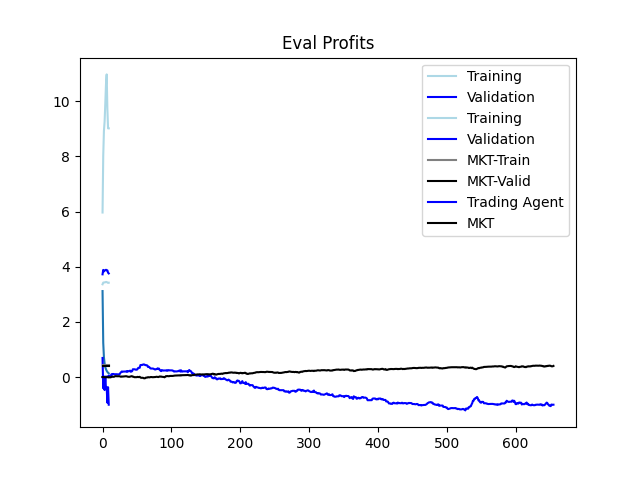 Eval Profits
Training
Validation
Training
Validation
MKT-Train
MKT-Valid
Trading Agent
MKT
10
8
6
4
2
0
0 100 200 300 400 500 600